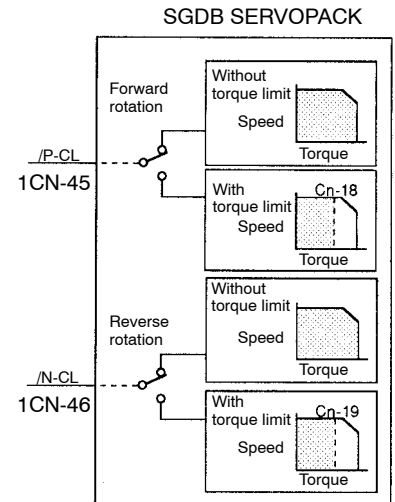 SGDB SERVOPACK
Forward
rotation
Without
torque limit
Speed
Torque
/P-CL
1CN-45
With
torque limit
Cn-18
Speed
Torque
Reverse
rotation
Without
torque limit
Speed
Torque
/N-CL
1CN-46
With
torque limit
Cn-19
Speed
Torque